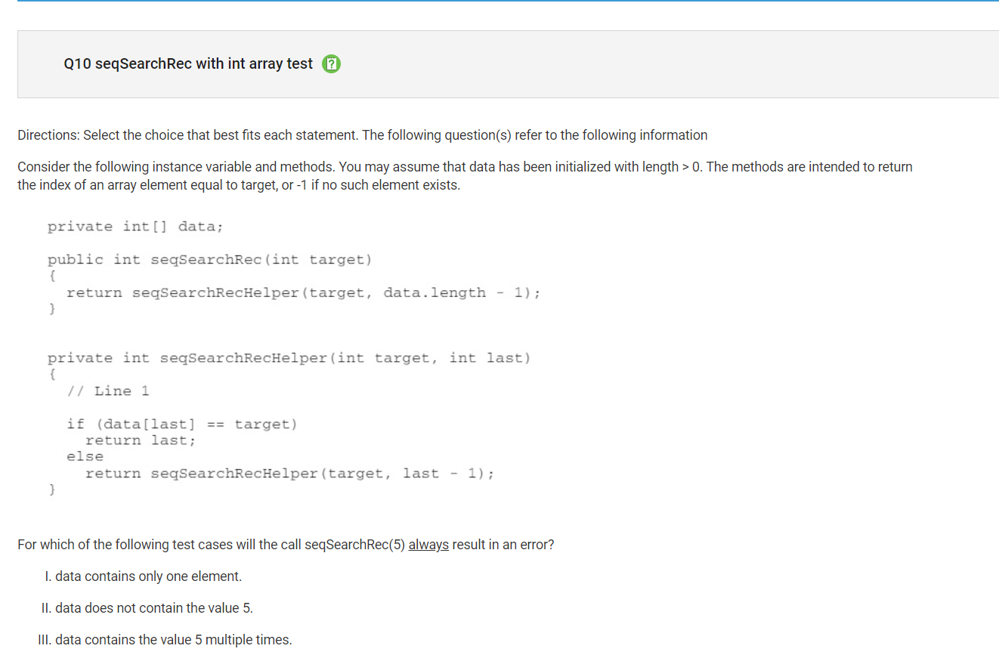 Q10 seqSearchRec with int array test
Directions: Select the choice that best fits each statement. The following question(s) refer to the following information
Consider the following instance variable and methods. You may assume that data has been initialized with length > 0. The methods are intended to return
the index of an array element equal to target, or -1 if no such element exists.
private int[] data;
public int seqSearchRec(int target)
{
return seqSearchRecHelper(target, data.length - 1);
}
private int seqSearchRecHelper(int target, int last)
{
// Line 1
if (data[last] == target)
return last;
else
return seqSearchRecHelper(target, last - 1);
}
For which of the following test cases will the call seqSearchRec(5) always result in an error?
I. data contains only one element.
II. data does not contain the value 5.
III. data contains the value 5 multiple times.